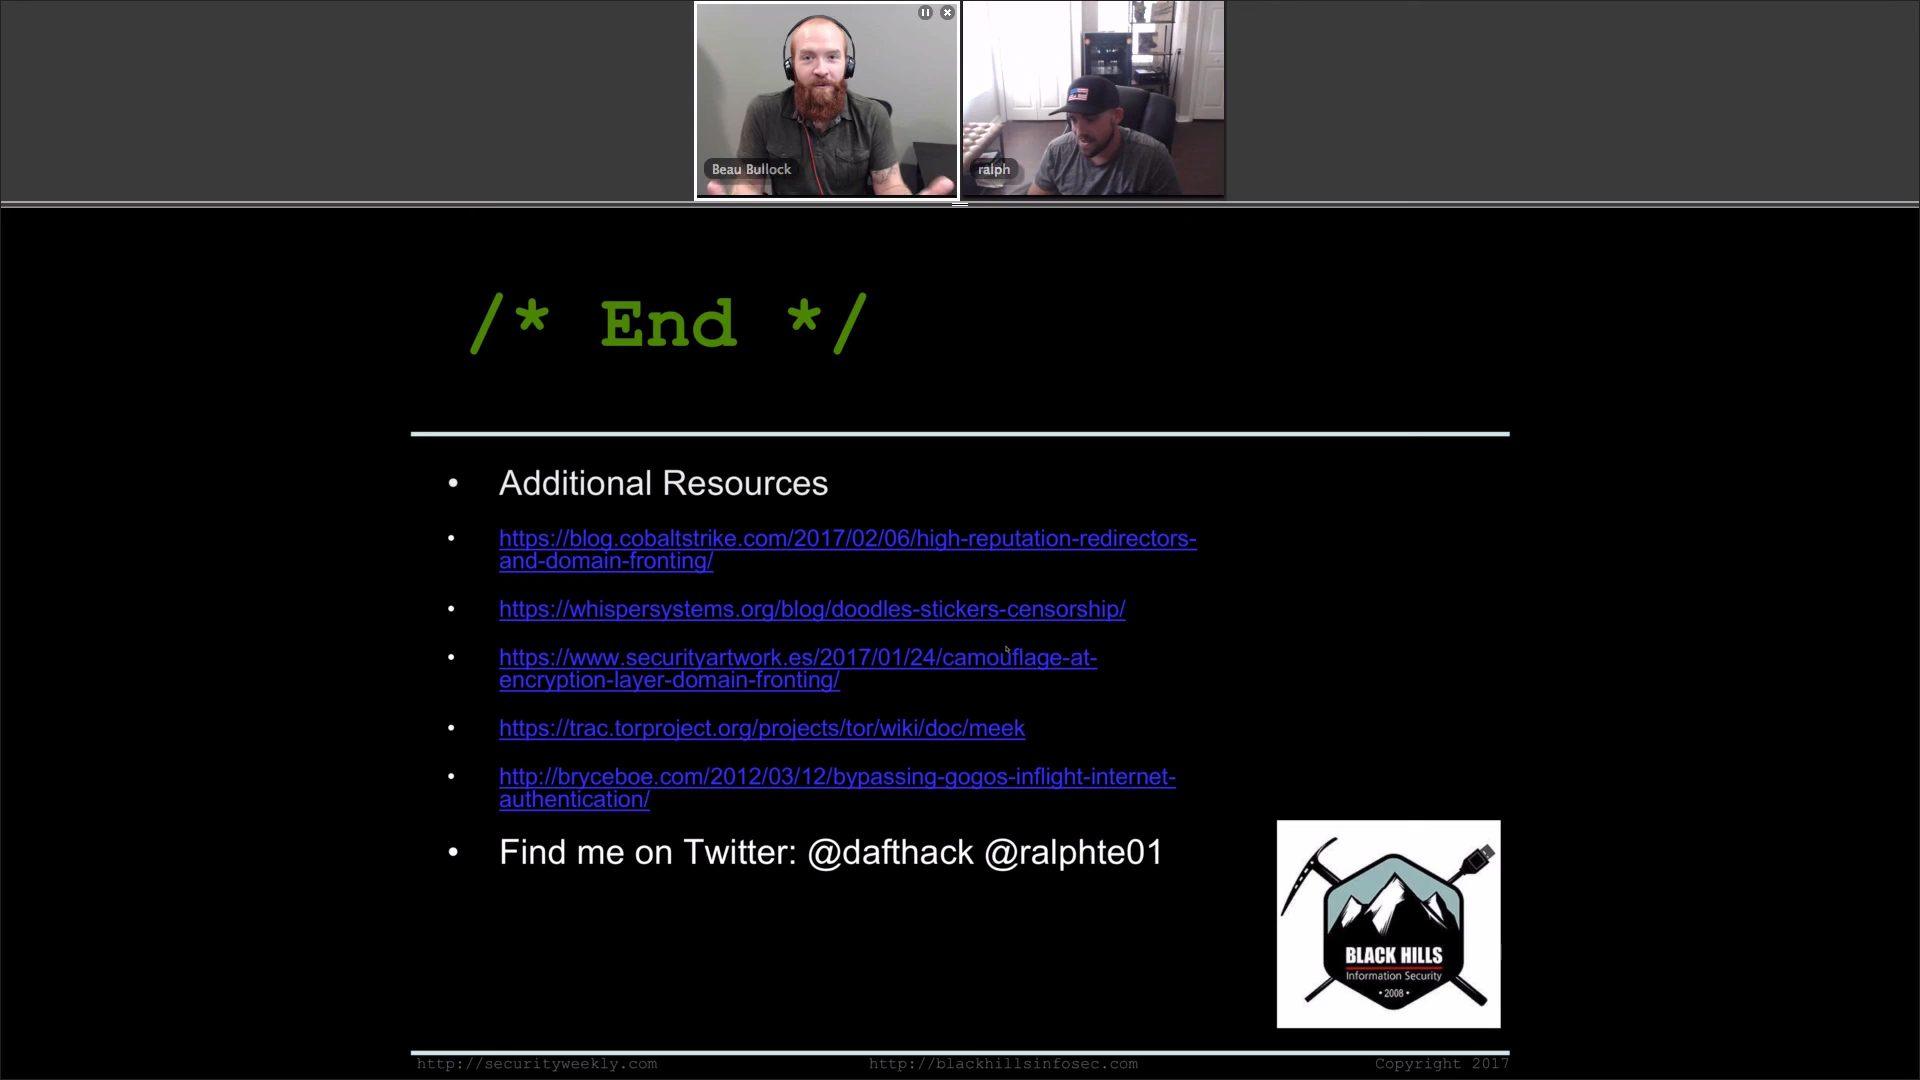 Beau Bullock
ralph
/* End */
• Additional Resources
• https://blog.cobaltstrike.com/2017/02/06/high-reputation-redirectors-
and-domain-fronting/
• https://whispersystems.org/blog/doodles-stickers-censorship/
• https://www.securityartwork.es/2017/01/24/camouflage-at-
encryption-layer-domain-fronting/
• https://trac.torproject.org/projects/tor/wiki/doc/meek
• http://bryceboe.com/2012/03/12/bypassing-gogos-inflight-internet-
authentication/
• Find me on Twitter: @dafthack @ralphte01
BLACK HILLS
Information Security
• 2008 •
http://securityweekly.com
http://blackhillsinfosec.com
Copyright 2017